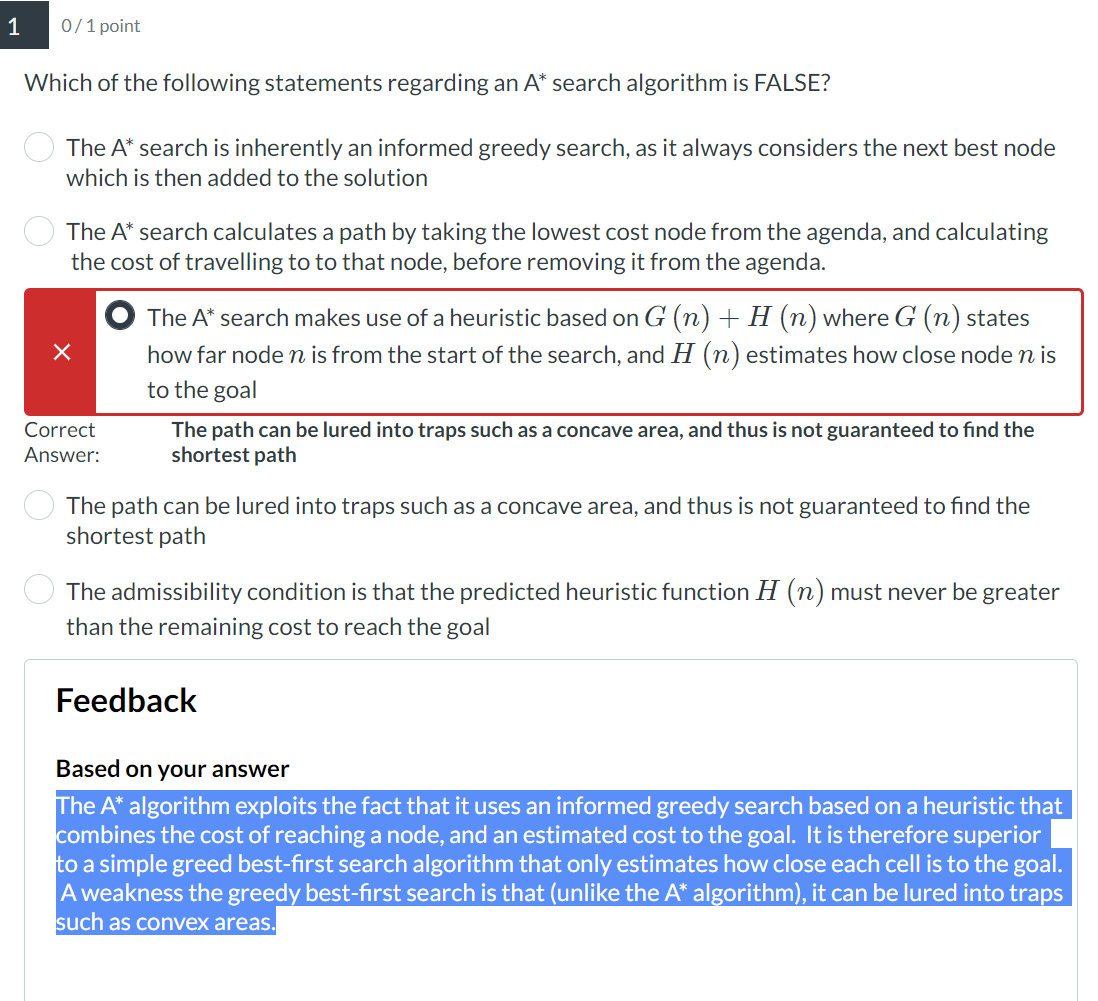 1
0 / 1 point
Which of the following statements regarding an A* search algorithm is FALSE?
The A* search is inherently an informed greedy search, as it always considers the next best node
which is then added to the solution
The A* search calculates a path by taking the lowest cost node from the agenda, and calculating
the cost of travelling to to that node, before removing it from the agenda.
The A* search makes use of a heuristic based on G (n) + H (n) where G (n) states
how far node n is from the start of the search, and H (n) estimates how close node n is
to the goal
Correct
Answer:
The path can be lured into traps such as a concave area, and thus is not guaranteed to find the
shortest path
The path can be lured into traps such as a concave area, and thus is not guaranteed to find the
shortest path
The admissibility condition is that the predicted heuristic function H (n) must never be greater
than the remaining cost to reach the goal
Feedback
Based on your answer
The A* algorithm exploits the fact that it uses an informed greedy search based on a heuristic that
combines the cost of reaching a node, and an estimated cost to the goal. It is therefore superior
to a simple greed best-first search algorithm that only estimates how close each cell is to the goal.
A weakness the greedy best-first search is that (unlike the A* algorithm), it can be lured into traps
such as convex areas.